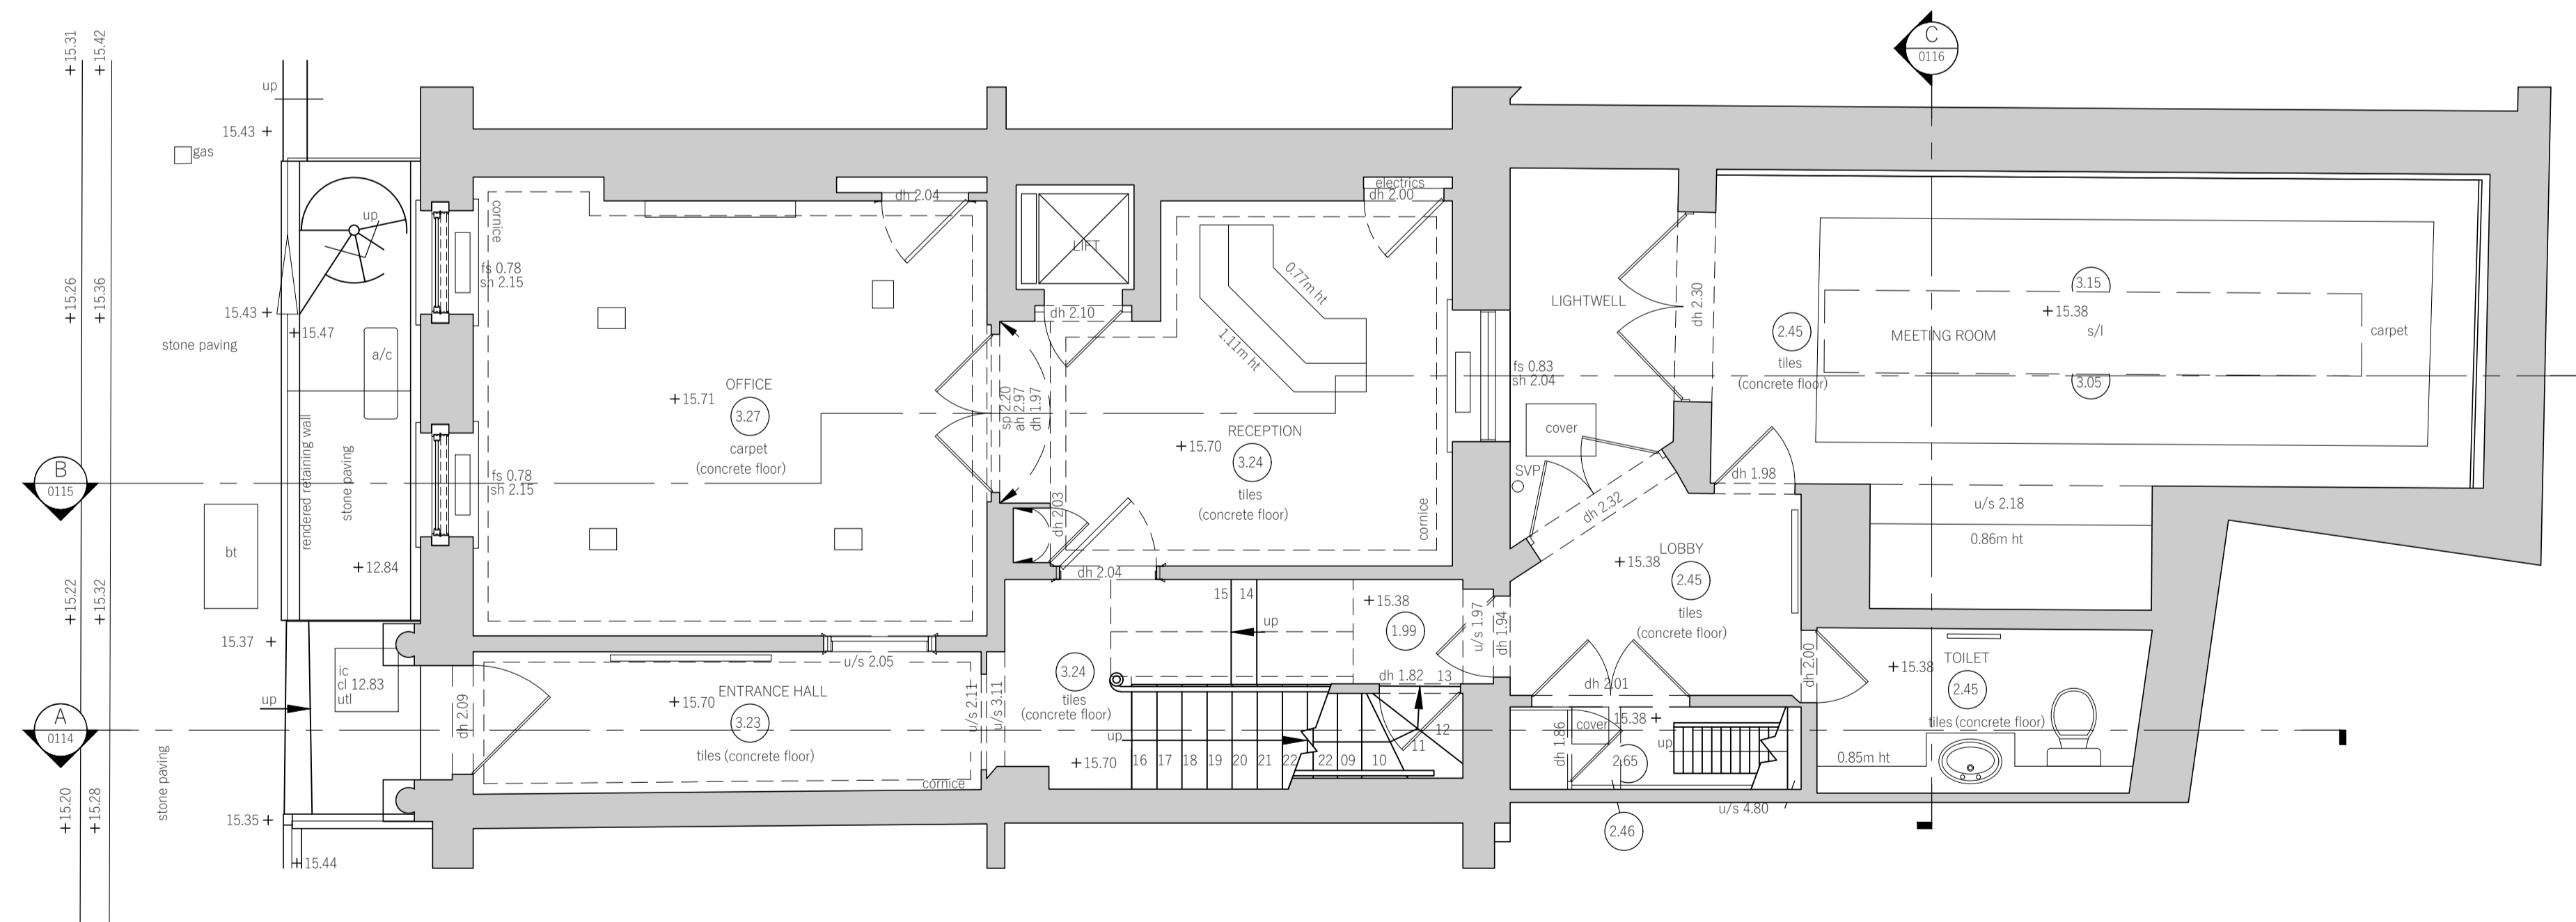 +15.31
+15.42
+15.26
+15.36
+15.22
+15.32
+15.20
+15.28
B
0115
A
0114
C
0116
up
15.43 +
gas
15.43 +
+15.47
stone paving
up
a/c
rendered retaining wall
stone paving
bt
+12.84
15.37 +
ic
cl 12.83
utl
up
stone paving
15.35 +
+15.44
cornice
fs 0.78
sh 2.15
fs 0.78
sh 2.15
dh 2.04
OFFICE
+15.71
3.27
carpet
(concrete floor)
sp 2.20
ah 2.97
dh 1.97
LIFT
dh 2.10
electrics
dh 2.00
0.77m ht
1.11m ht
RECEPTION
+15.70
3.24
tiles
(concrete floor)
cornice
dh 2.03
dh 2.04
fs 0.83
sh 2.04
u/s 2.05
dh 2.09
ENTRANCE HALL
+15.70
3.23
tiles (concrete floor)
cornice
u/s 2.11
u/s 3.11
3.24
tiles
(concrete floor)
+15.70
15
14
up
+15.38
1.99
u/s 1.97
dh 1.94
dh 1.82
13
12
11
up
16
17
18
19
20
21
22
22
09
10
LIGHTWELL
dh 2.30
cover
SVP
dh 2.32
LOBBY
+15.38
2.45
tiles
(concrete floor)
dh 2.01
dh 1.86
cover
15.38 +
2.65
up
2.46
u/s 4.80
dh 2.00
2.45
tiles
(concrete floor)
MEETING ROOM
3.15
+15.38
s/l
3.05
carpet
dh 1.98
u/s 2.18
0.86m ht
TOILET
+15.38
2.45
tiles (concrete floor)
0.85m ht